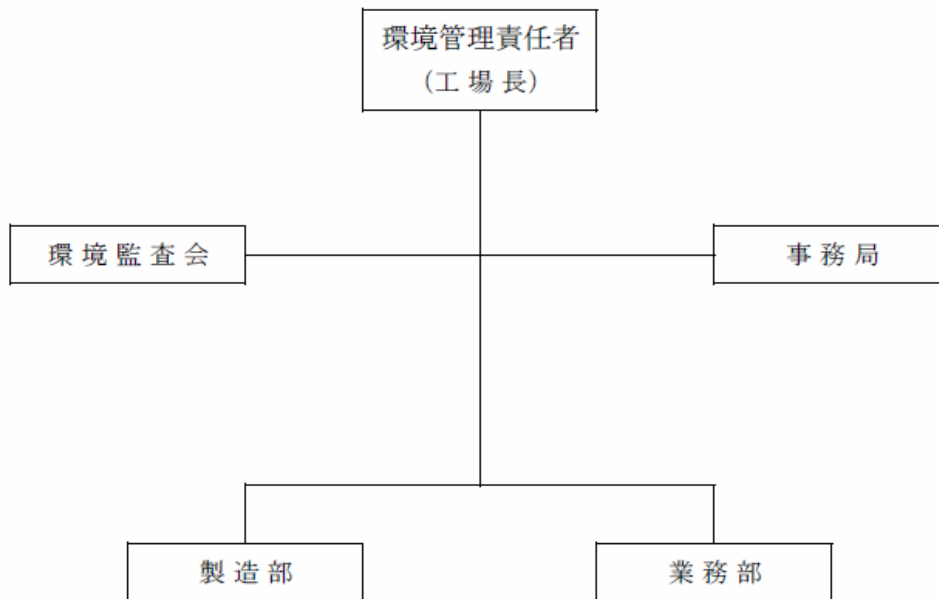 環境管理責任者
(工場長)
環境監査会
事務局
製造部
業務部